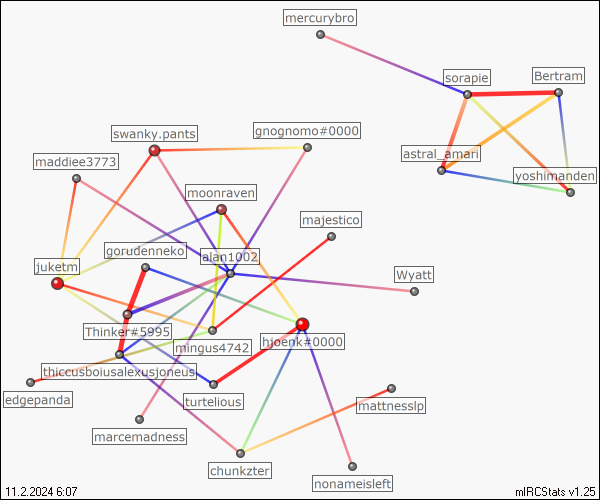 mercurybro
sorapie
Bertram
swanky.pants
gnognomo#0000
maddiee3773
astral_amari
yoshimanden
moonraven
majestico
gorudenneko
alan1002
juketm
Wyatt
Thinker#5995
mingus4742
hjoenk#0000
thiccusboiusalexusjoneus
edgepanda
turtelious
mattnesslp
marcemadness
chunkzter
nonameisleft
11.2.2024 6:07
mIRCStats v1.25